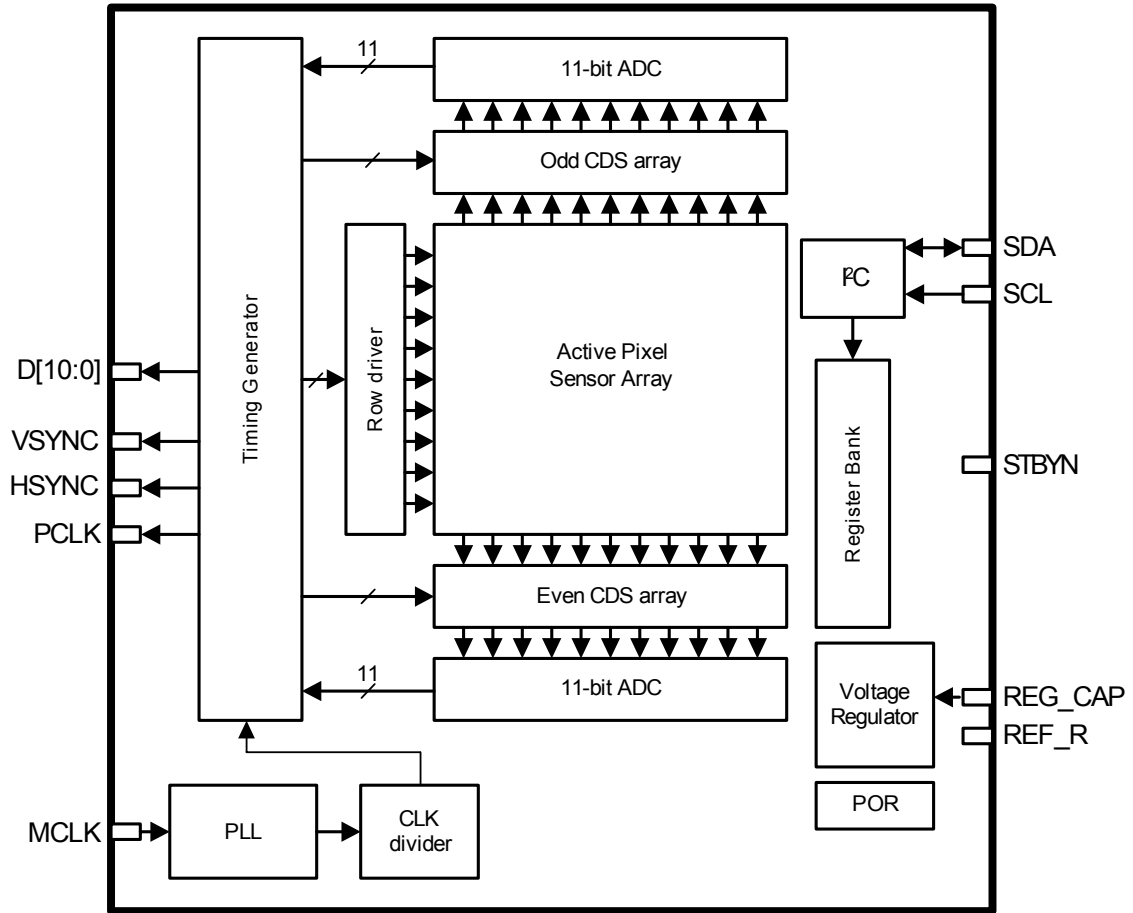 11
11-bit ADC
Odd CDS array
Timing Generator
Row driver
Active Pixel
Sensor Array
I²C
SDA
SCL
D[10:0]
VSYNC
HSYNC
PCLK
Register Bank
STBYN
Even CDS array
11
11-bit ADC
Voltage
Regulator
REG_CAP
REF_R
POR
MCLK
PLL
CLK
divider